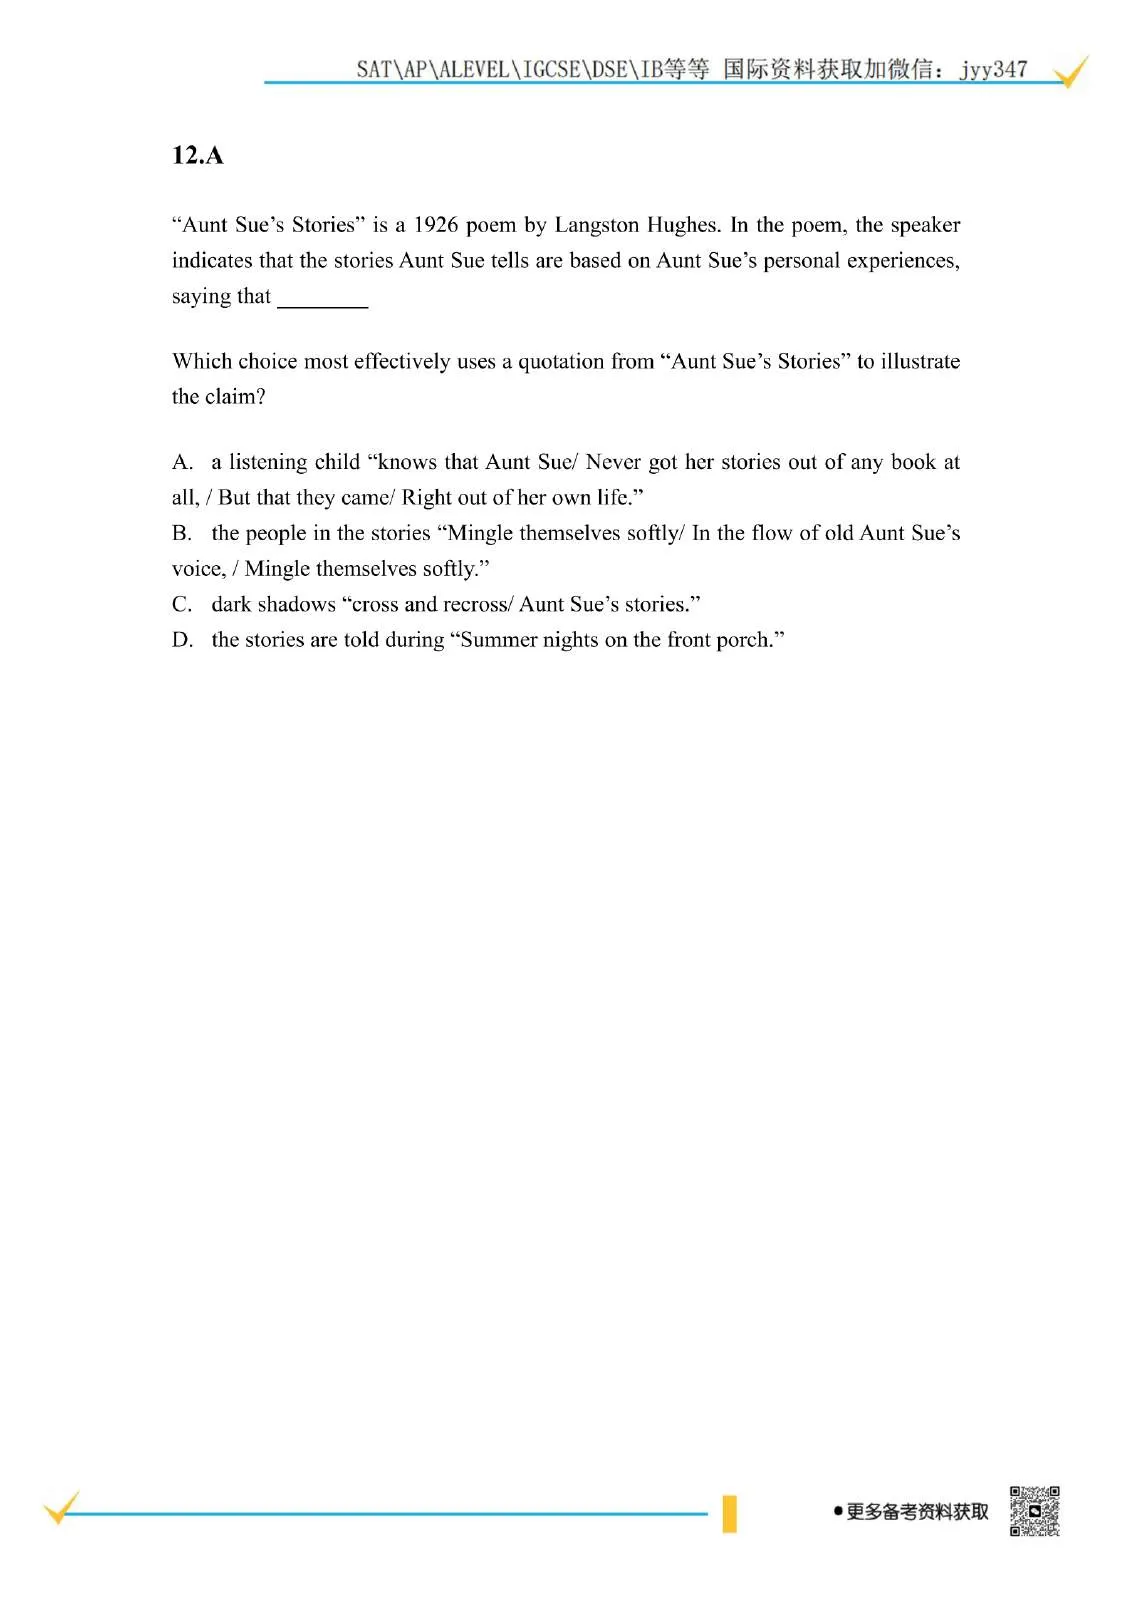 SAT\AP\ALEVEL\IGCSE\DSE\IB等等 国际资料获取加微信：jyy347
12.A
“Aunt Sue’s Stories” is a 1926 poem by Langston Hughes. In the poem, the speaker
indicates that the stories Aunt Sue tells are based on Aunt Sue’s personal experiences,
saying that ________
Which choice most effectively uses a quotation from “Aunt Sue’s Stories” to illustrate
the claim?
A. a listening child “knows that Aunt Sue/ Never got her stories out of any book at
all, / But that they came/ Right out of her own life.”
B. the people in the stories “Mingle themselves softly/ In the flow of old Aunt Sue’s
voice, / Mingle themselves softly.”
C. dark shadows “cross and recross/ Aunt Sue’s stories.”
D. the stories are told during “Summer nights on the front porch.”
●更多备考资料获取